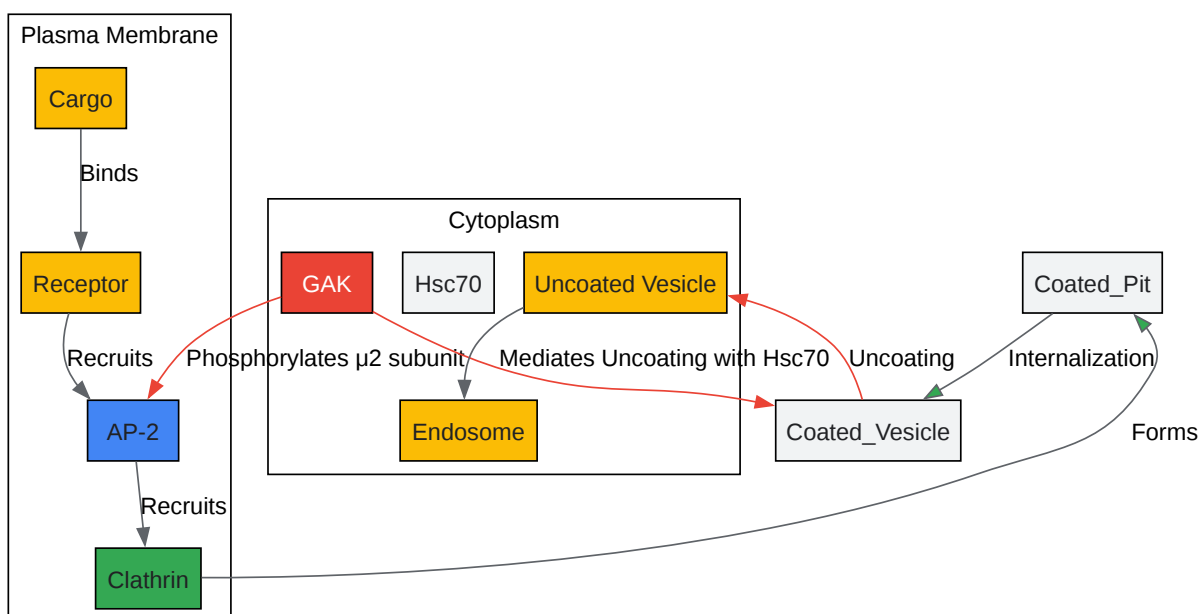 Plasma Membrane
Cargo
Binds
Cytoplasm
Receptor
GAK
Hsc70
Uncoated Vesicle
Coated_Pit
Recruits
Phosphorylates μ2 subunit
Mediates Uncoating with Hsc70
Uncoating
Internalization
AP-2
Endosome
Coated_Vesicle
Forms
Recruits
Clathrin